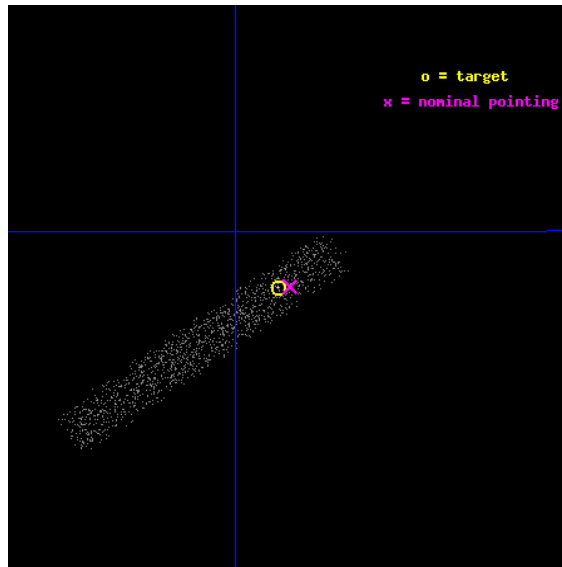 o = target
x = nominal pointing